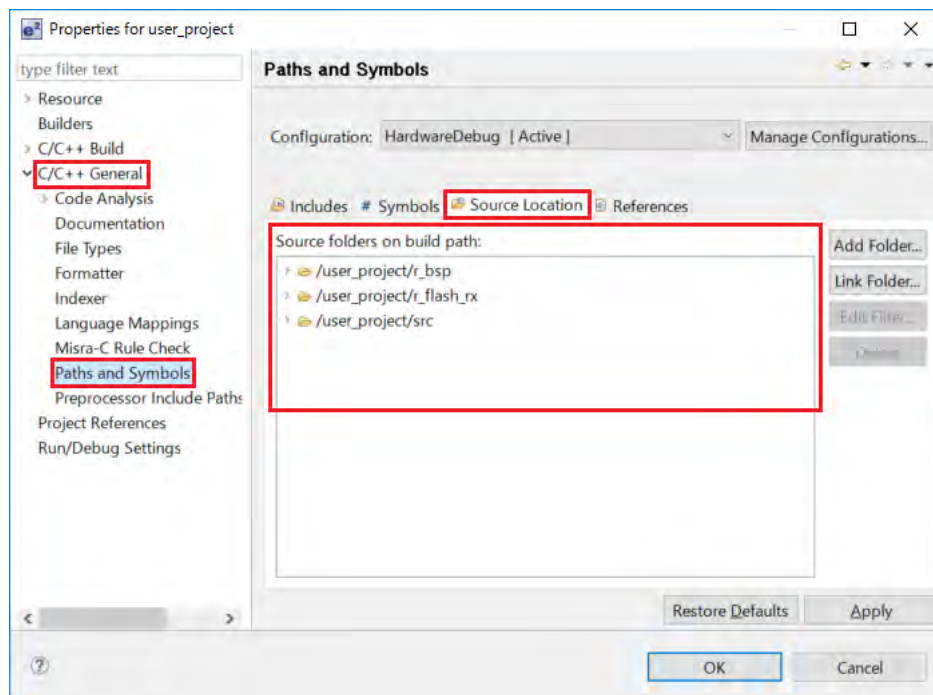 e² Properties for user_project
type filter text
Resource
Builders
C/C++ Build
C/C++ General
Code Analysis
Documentation
File Types
Formatter
Indexer
Language Mappings
Misra-C Rule Check
Paths and Symbols
Preprocessor Include Paths
Project References
Run/Debug Settings
Paths and Symbols
Configuration: HardwareDebug [ Active ] Manage Configurations...
Includes # Symbols Source Location References
Source folders on build path:
/user_project/r_bsp
/user_project/r_flash_rx
/user_project/src
Add Folder...
Link Folder...
Edit Filter...
Delete
Restore Defaults Apply
? OK Cancel